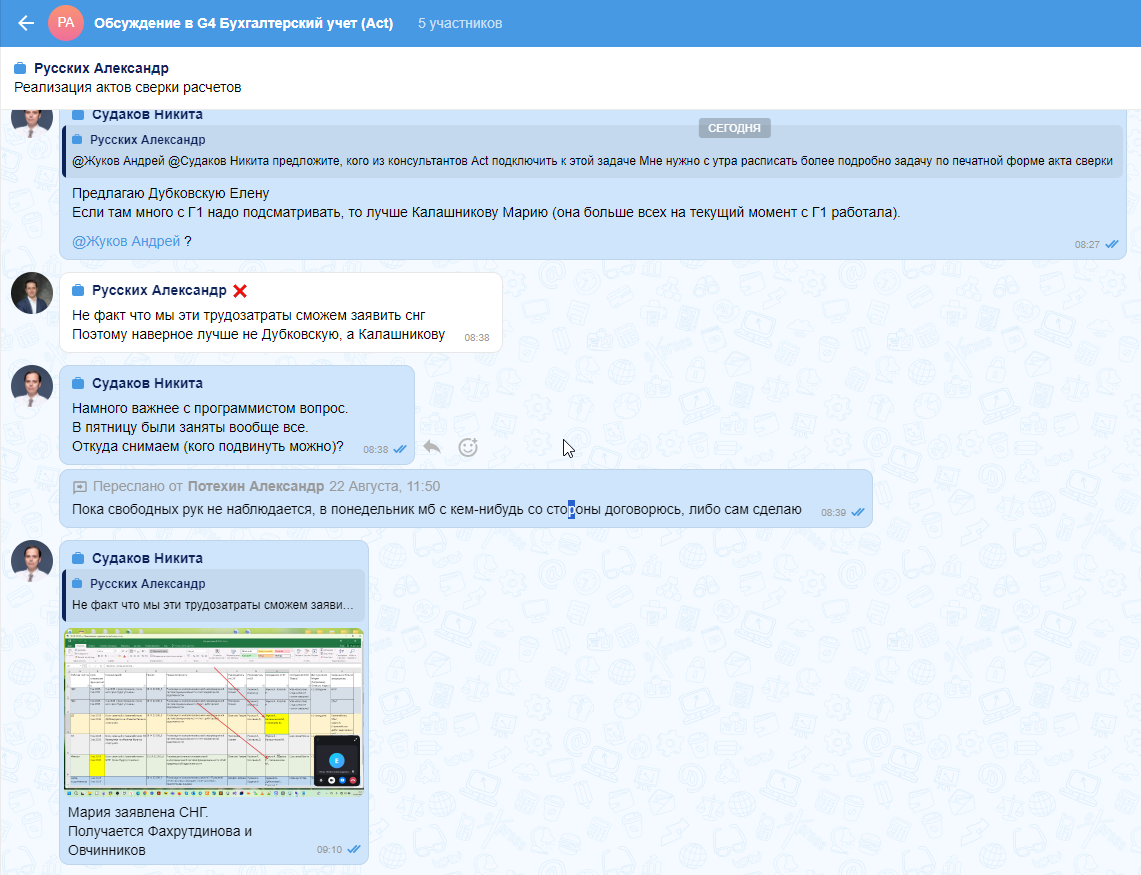 РА
Обсуждение в G4 Бухгалтерский учет (Act) 5 участников
Русских Александр
Реализация актов сверки расчетов
Судаков Никита
СЕГОДНЯ
Русских Александр
@Жуков Андрей @Судаков Никита предложите, кого из консультантов Act подключить к этой задаче Мне нужно с утра расписать более подробно задачу по печатной форме акта сверки
Предлагаю Дубковскую Елену
Если там много с Г1 надо подсматривать, то лучше Калашникову Марию (она больше всех на текущий момент с Г1 работала).
@Жуков Андрей ?
08:27
Русских Александр
Не факт что мы эти трудозатраты сможем заявить снг
Поэтому наверное лучше не Дубковскую, а Калашникову
08:38
Судаков Никита
Намного важнее с программистом вопрос.
В пятницу были заняты вообще все.
Откуда снимаем (кого подвинуть можно)?
08:38
Переслано от Потехин Александр 22 Августа, 11:50
Пока свободных рук не наблюдается, в понедельник мб с кем-нибудь со стороны договорюсь, либо сам сделаю
08:39
Судаков Никита
Русских Александр
Не факт что мы эти трудозатраты сможем заяви...
Мария заявлена СНГ.
Получается Фахрутдинова и
Овчинников
09:10